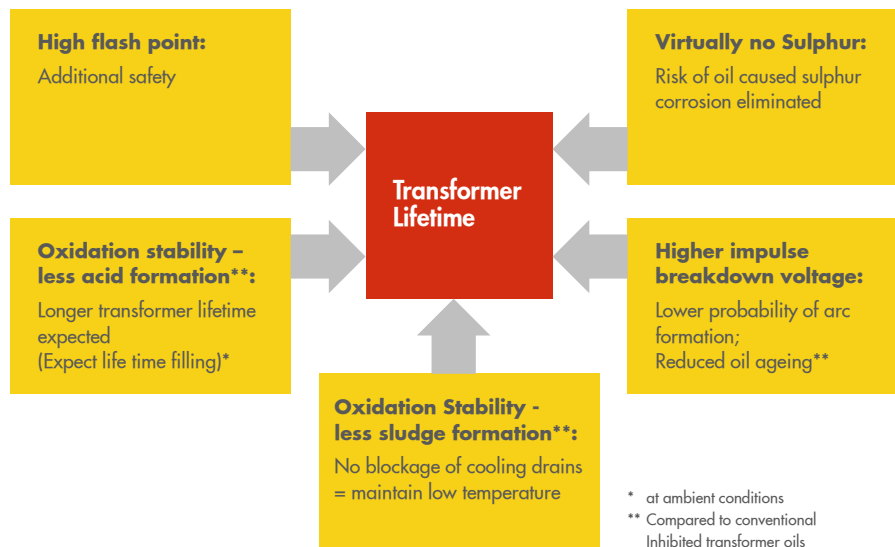 High flash point:
Additional safety
Virtually no Sulphur:
Risk of oil caused sulphur
corrosion eliminated
Transformer
Lifetime
Oxidation stability –
less acid formation**:
Longer transformer lifetime
expected
(Expect life time filling)*
Higher impulse
breakdown voltage:
Lower probability of arc
formation;
Reduced oil ageing**
Oxidation Stability -
less sludge formation**:
No blockage of cooling drains
= maintain low temperature
* at ambient conditions
** Compared to conventional
Inhibited transformer oils